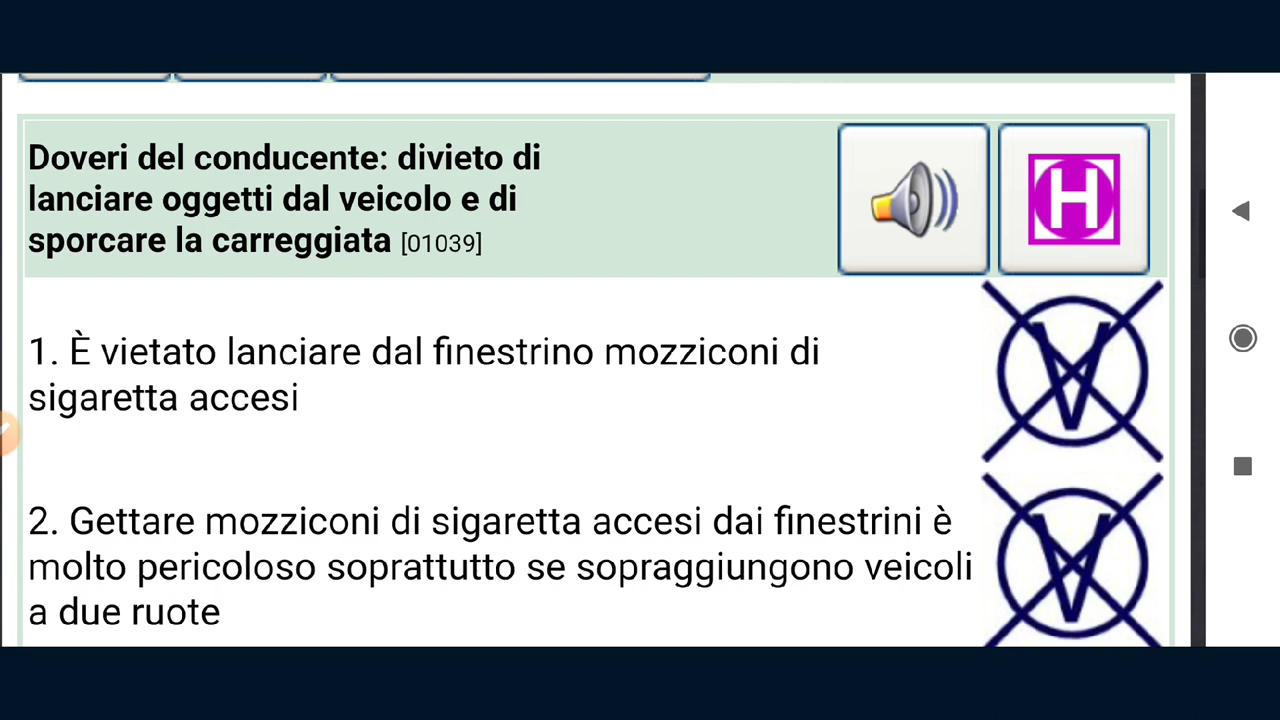 Doveri del conducente: divieto di
lanciare oggetti dal veicolo e di
sporcare la carreggiata [01039]
H
1. È vietato lanciare dal finestrino mozziconi di
sigaretta accesi
V
2. Gettare mozziconi di sigaretta accesi dai finestrini è
molto pericoloso soprattutto se sopraggiungono veicoli
a due ruote
V